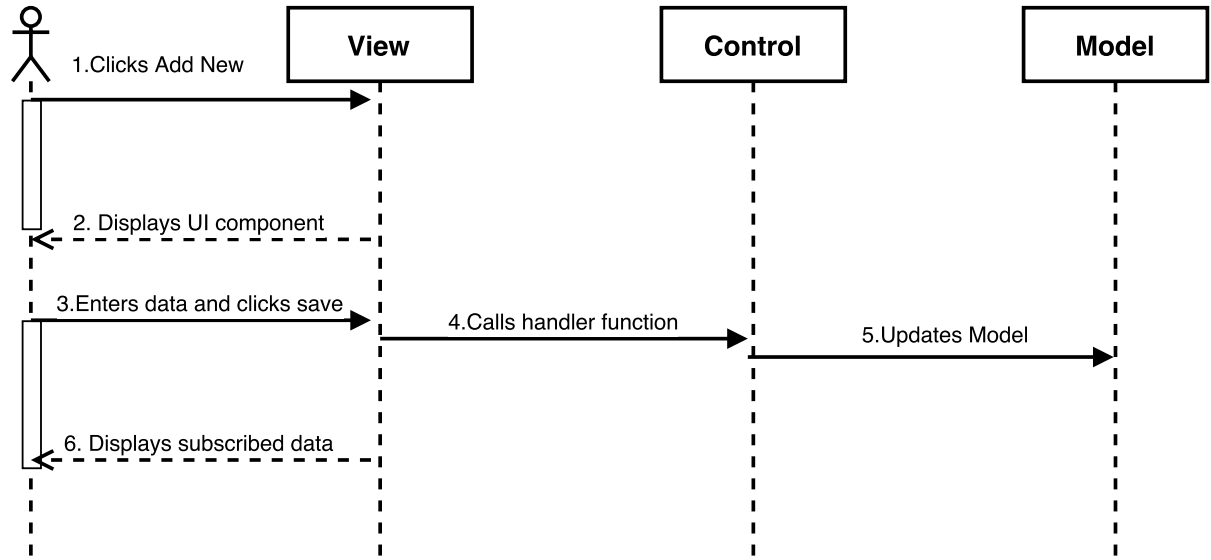 View
Control
Model
1.Clicks Add New
2. Displays UI component
3.Enters data and clicks save
4.Calls handler function
5.Updates Model
6. Displays subscribed data